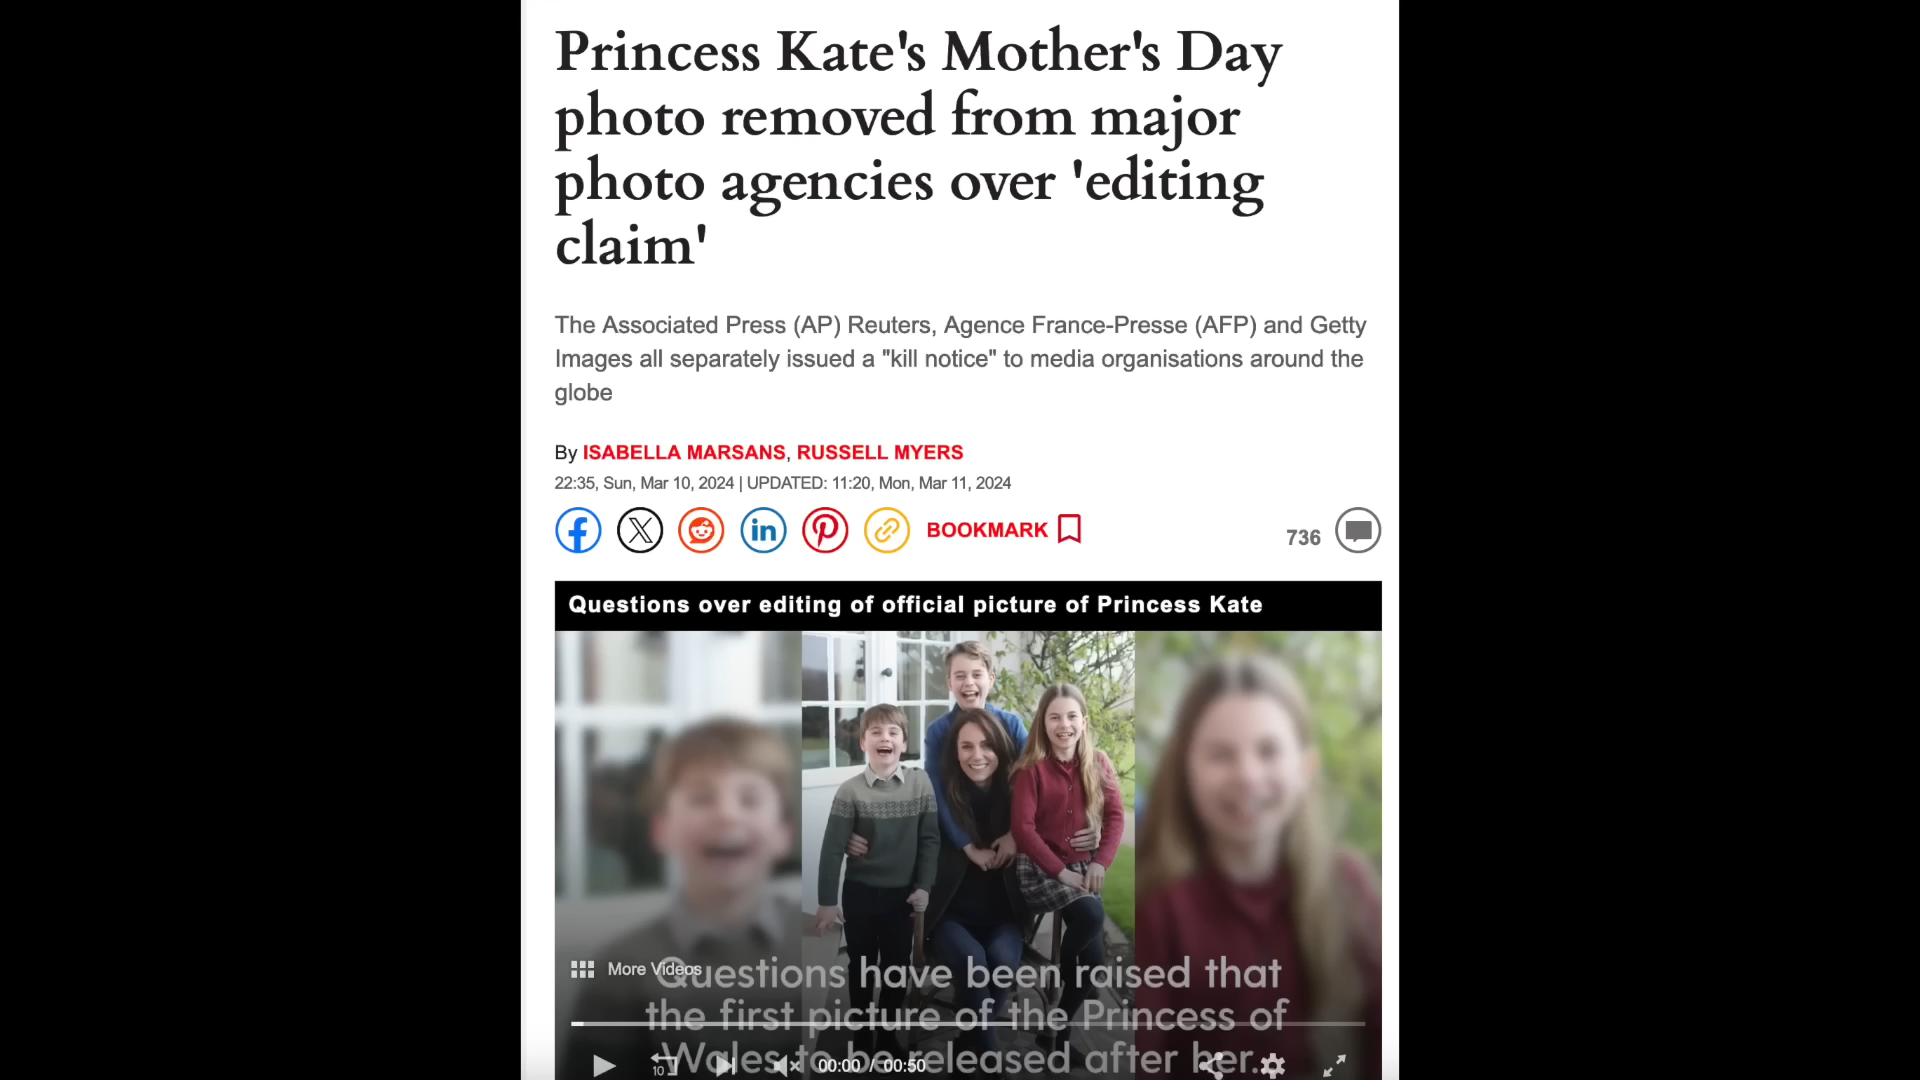 Princess Kate's Mother's Day
photo removed from major
photo agencies over 'editing
claim'
The Associated Press (AP) Reuters, Agence France-Presse (AFP) and Getty
Images all separately issued a "kill notice" to media organisations around the
globe
By ISABELLA MARSANS, RUSSELL MYERS
22:35, Sun, Mar 10, 2024 | UPDATED: 11:20, Mon, Mar 11, 2024
BOOKMARK
736
Questions over editing of official picture of Princess Kate
More Videos
Questions have been raised that
the first picture of the Princess of
Wales to be released after her...
10
00:00 / 00:50